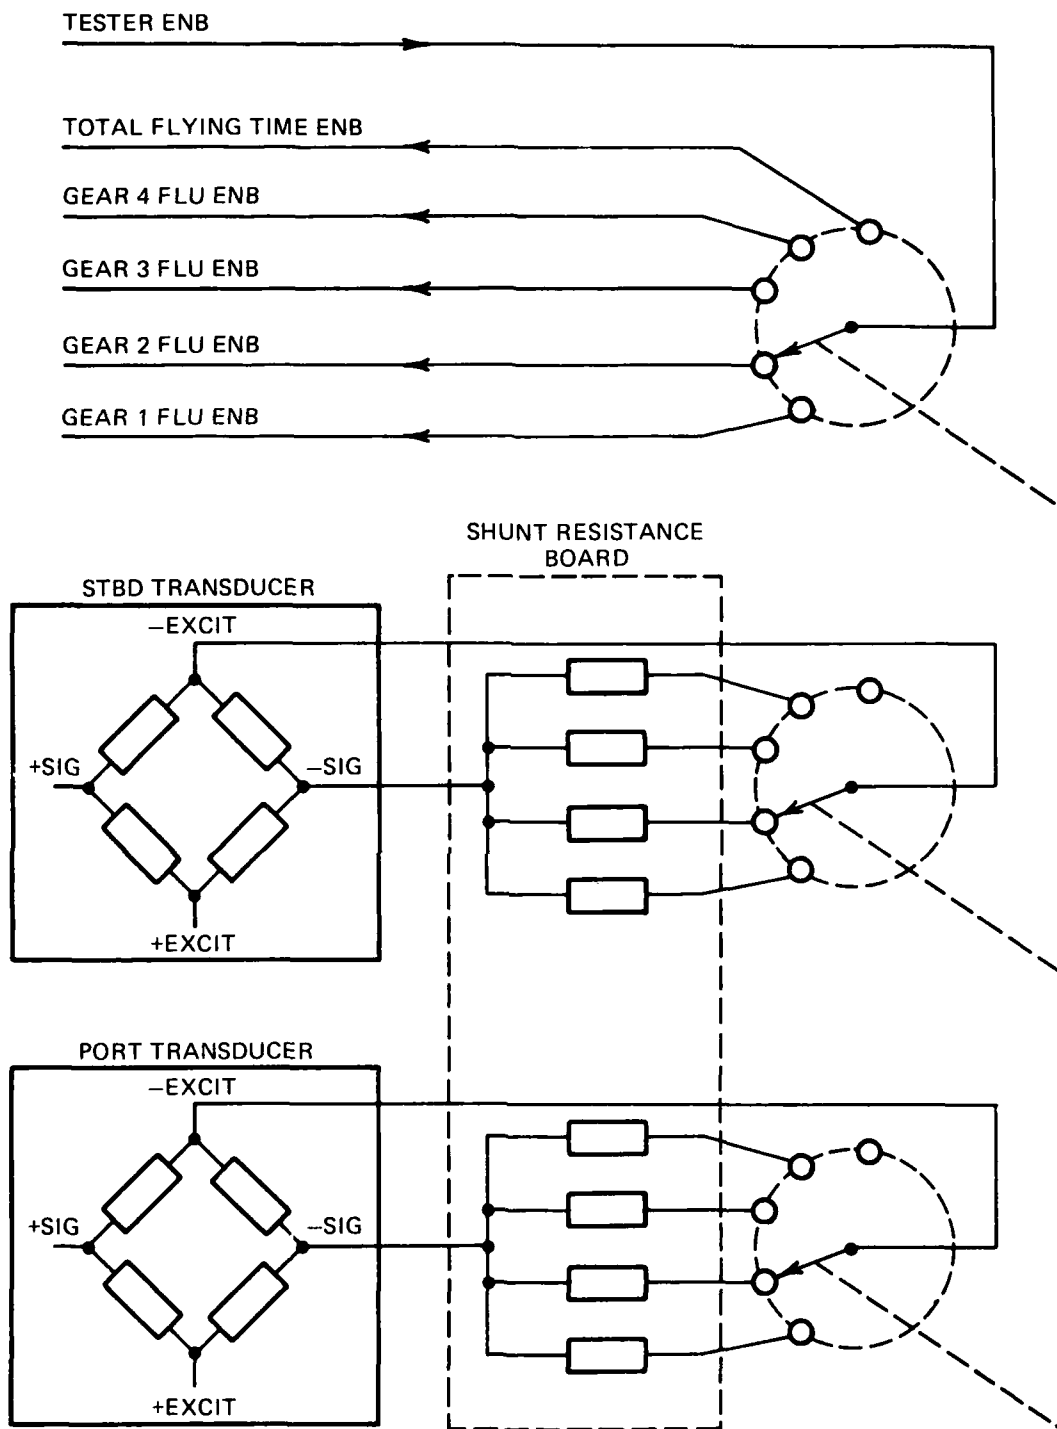 TESTER ENB
TOTAL FLYING TIME ENB
GEAR 4 FLU ENB
GEAR 3 FLU ENB
GEAR 2 FLU ENB
GEAR 1 FLU ENB
SHUNT RESISTANCE
BOARD
STBD TRANSDUCER
−EXCIT
+SIG
−SIG
+EXCIT
PORT TRANSDUCER
−EXCIT
+SIG
−SIG
+EXCIT